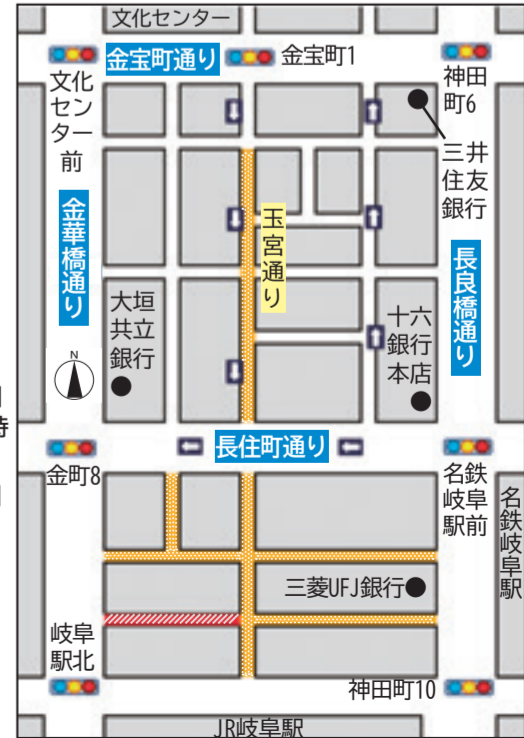 文化センター
金宝町通り
金宝町1
文化
セン
ター
前
神田
町6
三井
住友
銀行
金華橋通り
玉宮通り
長良橋通り
大垣
共立
銀行
十六
銀行
本店
N
時
長住町通り
金町8
名鉄
岐阜
駅前
名鉄岐阜駅
三菱UFJ銀行
岐阜
駅北
神田町10
JR岐阜駅